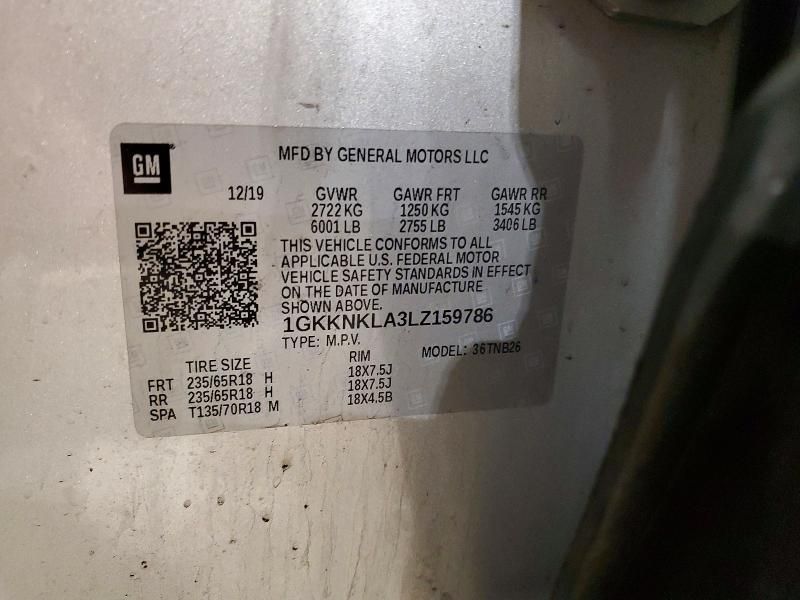 GM
MFD BY GENERAL MOTORS LLC
12/19 GVWR GAWR FRT GAWR RR
2722 KG 1250 KG 1545 KG
6001 LB 2755 LB 3406 LB
THIS VEHICLE CONFORMS TO ALL
APPLICABLE U.S. FEDERAL MOTOR
VEHICLE SAFETY STANDARDS IN EFFECT
ON THE DATE OF MANUFACTURE
SHOWN ABOVE.
1GKKNKLA3LZ159786
TYPE: M.P.V. MODEL: 36TNB26
TIRE SIZE RIM
FRT 235/65R18 H 18X7.5J
RR 235/65R18 H 18X7.5J
SPA T135/70R18 M 18X4.5B